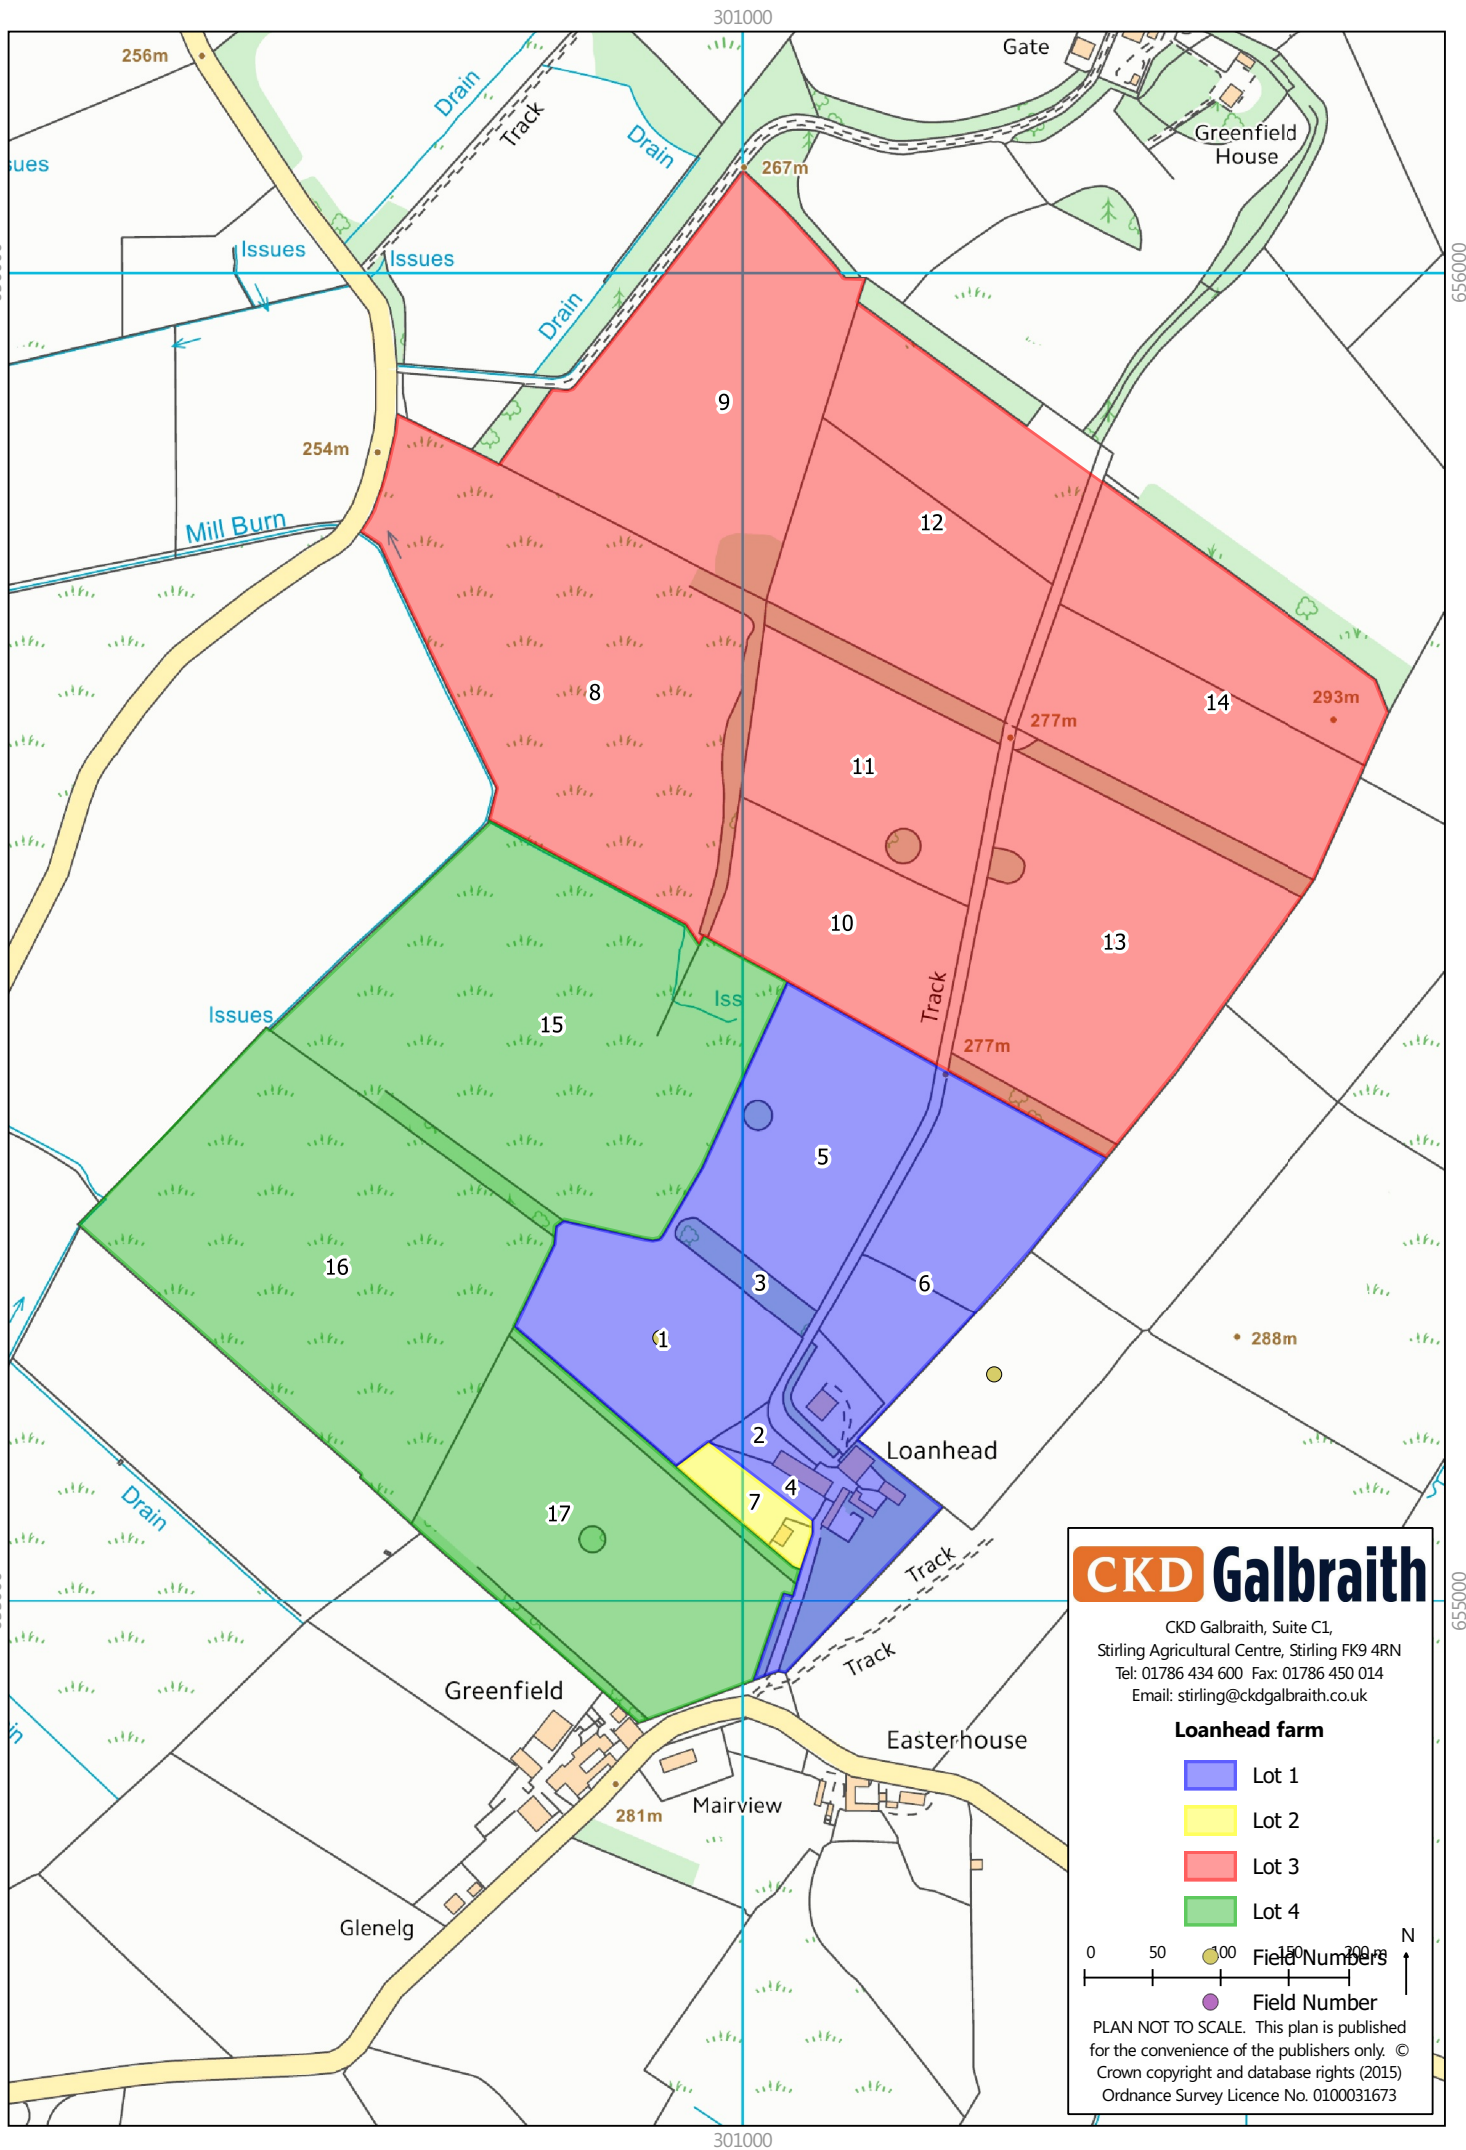 301000
256m
Gate
Drain
Track
Drain
Greenfield
House
267m
Issues
Issues
656000
Drain
9
254m
12
Mill Burn
8
14
293m
277m
11
10
13
Track
Issues
Iss
15
277m
5
16
3
6
1
288m
2
Loanhead
4
7
17
Drain
Track
655000
Track
Greenfield
Easterhouse
Mairview
281m
Glenelg
CKD Galbraith
CKD Galbraith, Suite C1,
Stirling Agricultural Centre, Stirling FK9 4RN
Tel: 01786 434 600 Fax: 01786 450 014
Email: stirling@ckdgalbraith.co.uk
Loanhead farm
Lot 1
Lot 2
Lot 3
Lot 4
N
0 50 100 150 200 m
Field Numbers
Field Number
PLAN NOT TO SCALE. This plan is published
for the convenience of the publishers only. ©
Crown copyright and database rights (2015)
Ordnance Survey Licence No. 0100031673
301000